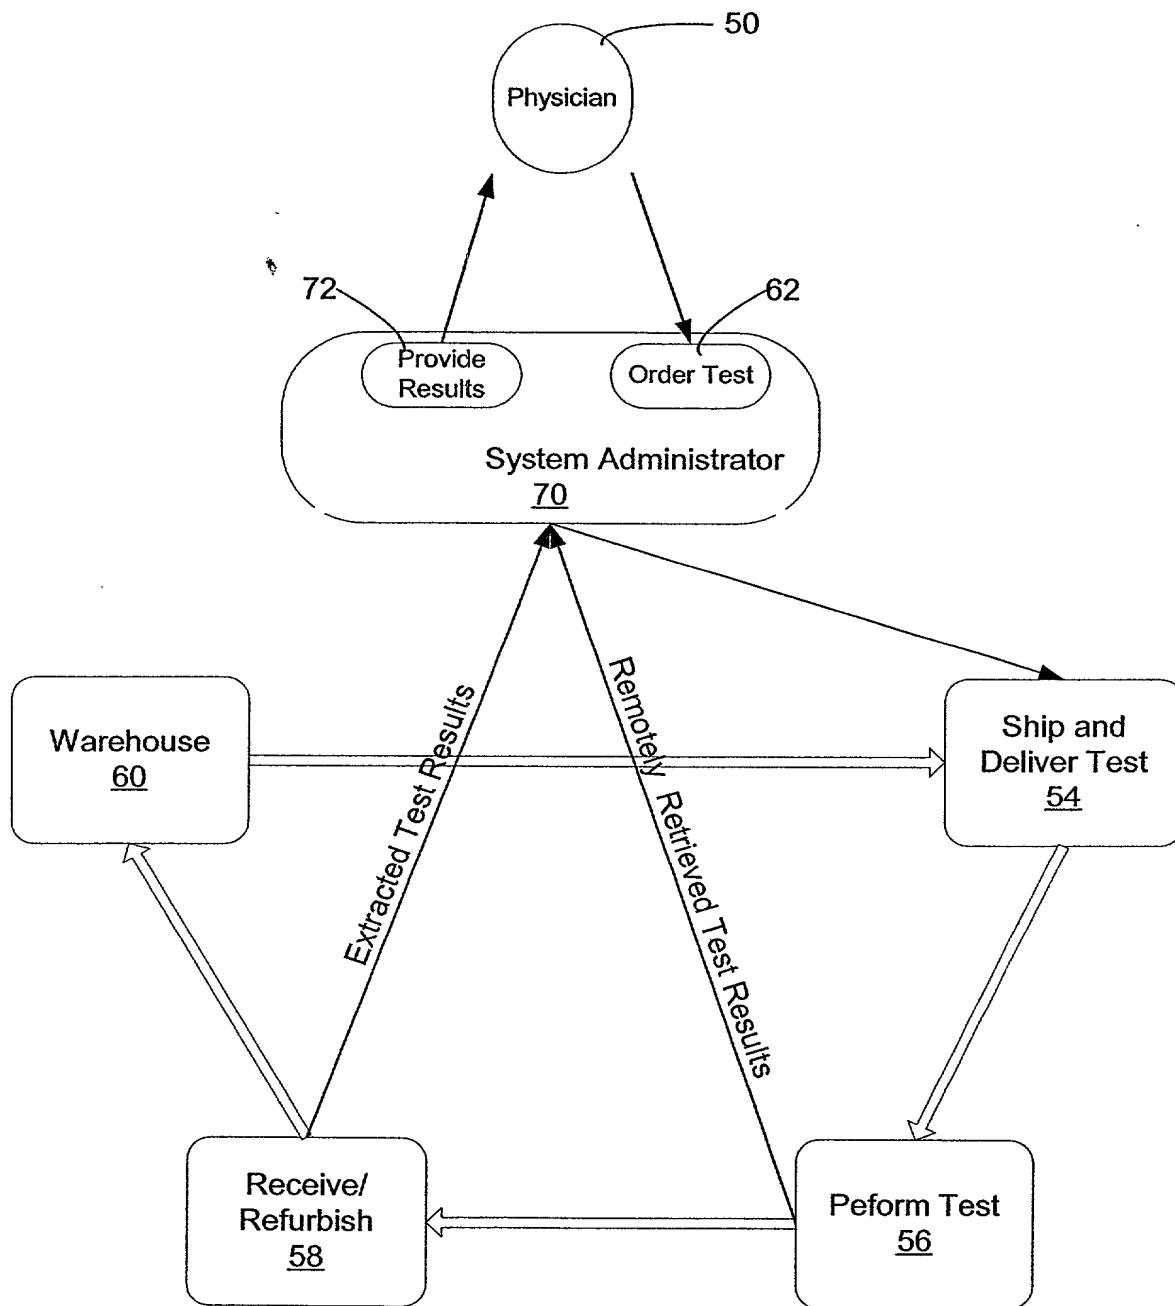 50
Physician
72
62
Provide
Results
Order Test
System Administrator
70
Warehouse
60
Extracted Test Results
Remotely Retrieved Test Results
Ship and
Deliver Test
54
Receive/
Refurbish
58
Peform Test
56